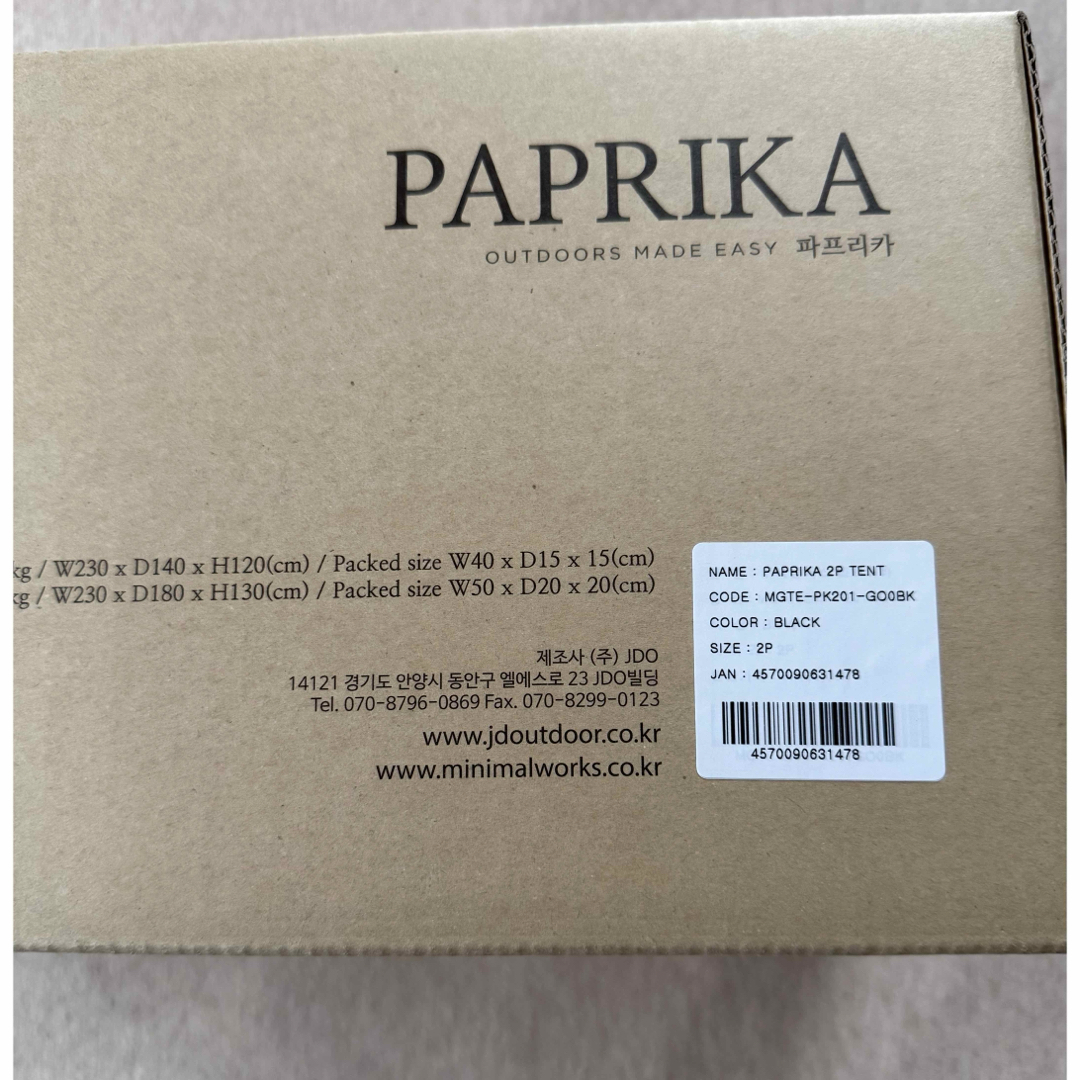 PAPRIKA
OUTDOORS MADE EASY 파프리카
kg / W230 x D140 x H120(cm) / Packed size W40 x D15 x 15(cm)
kg / W230 x D180 x H130(cm) / Packed size W50 x D20 x 20(cm)
제조사 (주) JDO
14121 경기도 안양시 동안구 엘에스로 23 JDO빌딩
Tel. 070-8796-0869 Fax. 070-8299-0123
www.jdoutdoor.co.kr
www.minimalworks.co.kr
NAME : PAPRIKA 2P TENT
CODE : MGTE-PK201-GO0BK
COLOR : BLACK
SIZE : 2P
JAN : 4570090631478
4570090631478